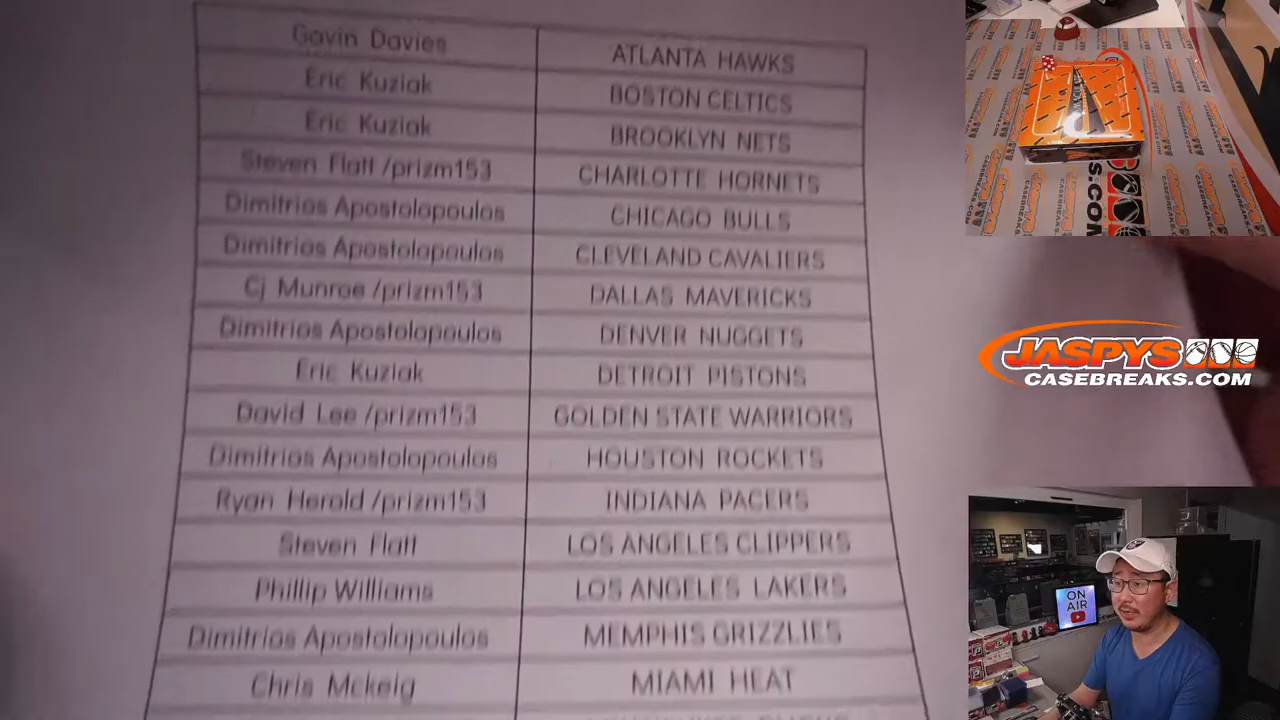 Gavin Davies ATLANTA HAWKS
Eric Kuziak BOSTON CELTICS
Eric Kuziak BROOKLYN NETS
Steven Flatt /prizm153 CHARLOTTE HORNETS
Dimitrios Apostolopoulos CHICAGO BULLS
Dimitrios Apostolopoulos CLEVELAND CAVALIERS
Cj Munroe /prizm153 DALLAS MAVERICKS
Dimitrios Apostolopoulos DENVER NUGGETS
Eric Kuziak DETROIT PISTONS
David Lee /prizm153 GOLDEN STATE WARRIORS
Dimitrios Apostolopoulos HOUSTON ROCKETS
Ryan Herold /prizm153 INDIANA PACERS
Steven Flatt LOS ANGELES CLIPPERS
Phillip Williams LOS ANGELES LAKERS
Dimitrios Apostolopoulos MEMPHIS GRIZZLIES
Chris Mckeig MIAMI HEAT
JASPYS
CASEBREAKS.COM
ON
AIR